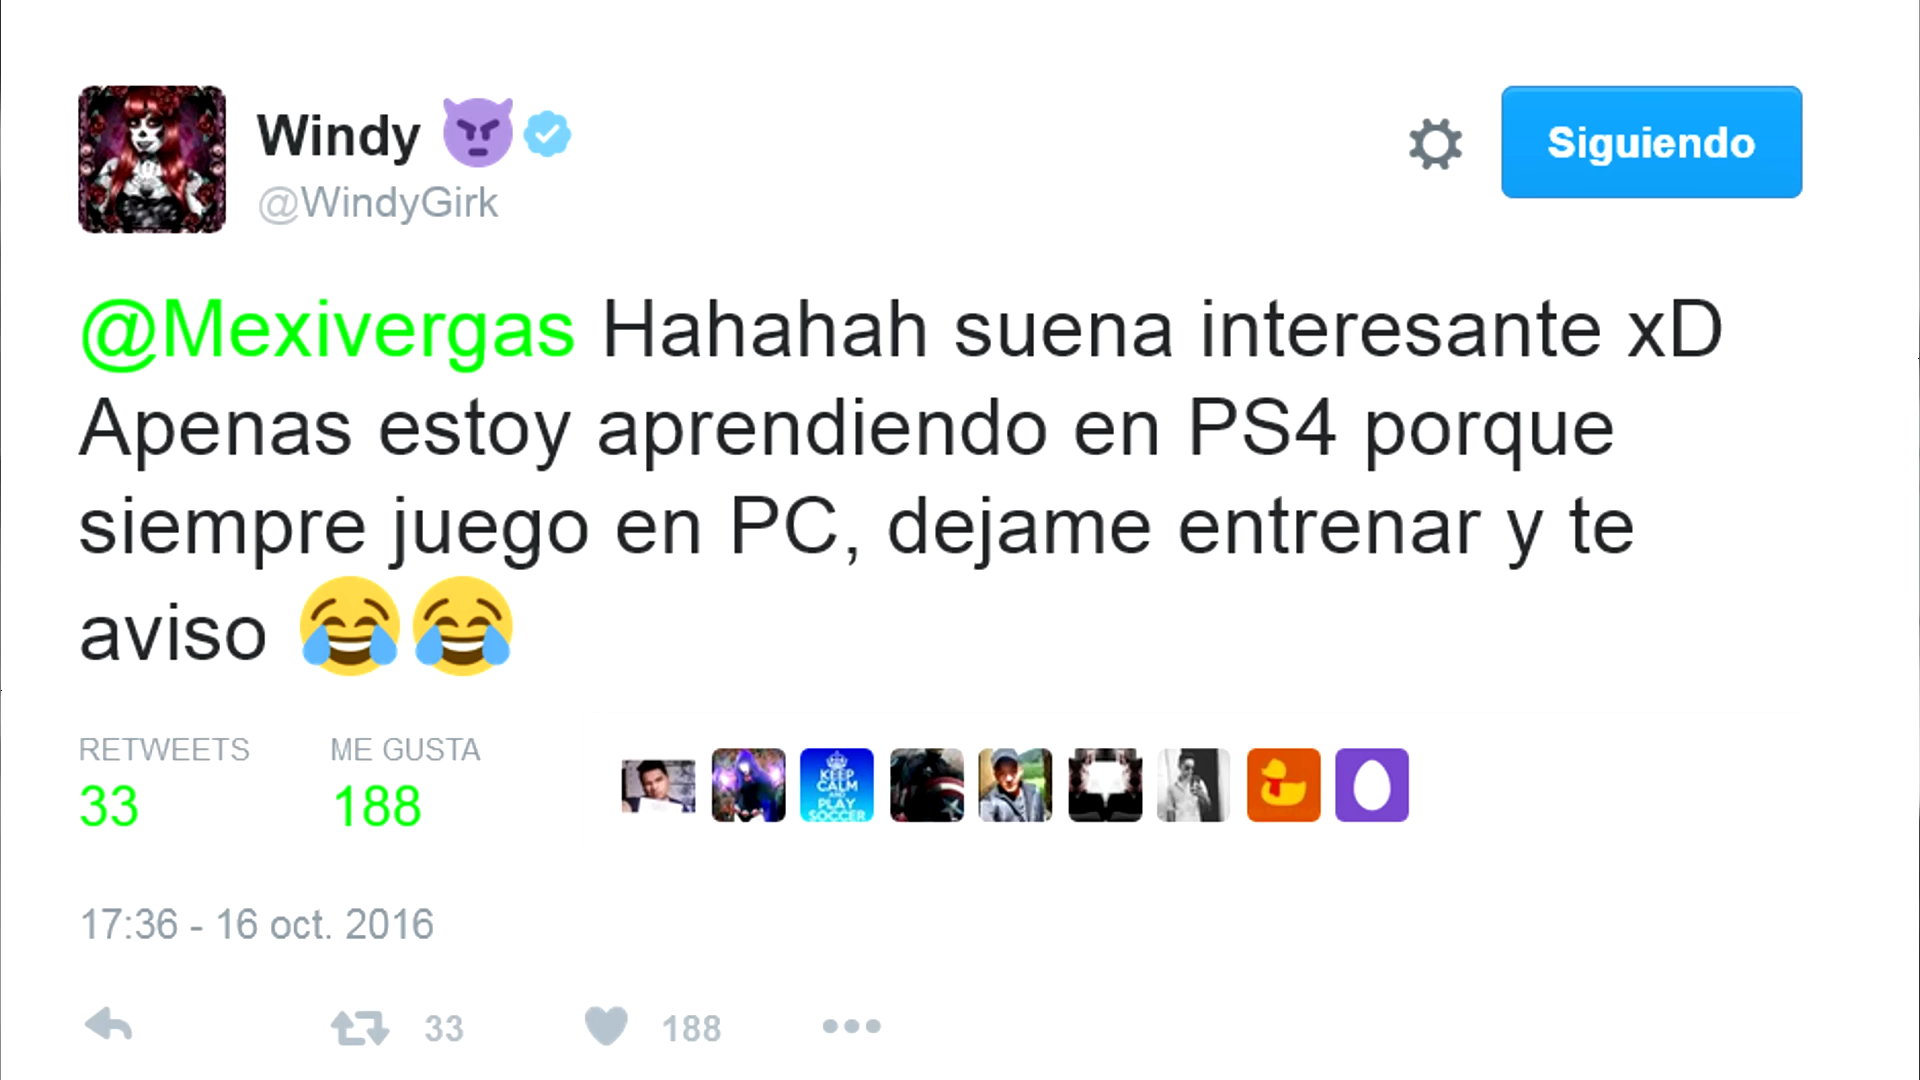 Windy
@WindyGirk
Siguiendo
@Mexivergas Hahahah suena interesante xD
Apenas estoy aprendiendo en PS4 porque
siempre juego en PC, dejame entrenar y te
aviso 😂😂
RETWEETS
33
ME GUSTA
188
KEEP
CALM
AND
PLAY
SOCCER
17:36 - 16 oct. 2016
33
188